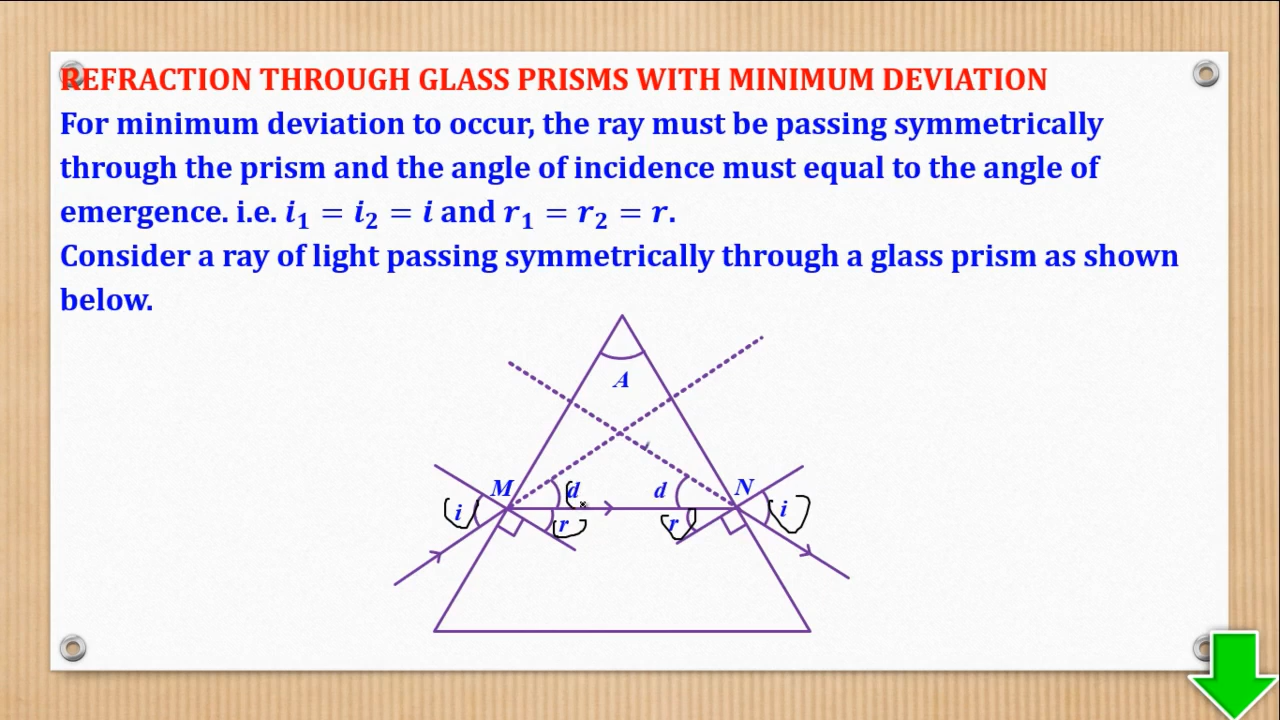 REFRACTION THROUGH GLASS PRISMS WITH MINIMUM DEVIATION
For minimum deviation to occur, the ray must be passing symmetrically
through the prism and the angle of incidence must equal to the angle of
emergence. i.e. i₁ = i₂ = i and r₁ = r₂ = r.
Consider a ray of light passing symmetrically through a glass prism as shown
below.
A
M d d N
i r r i